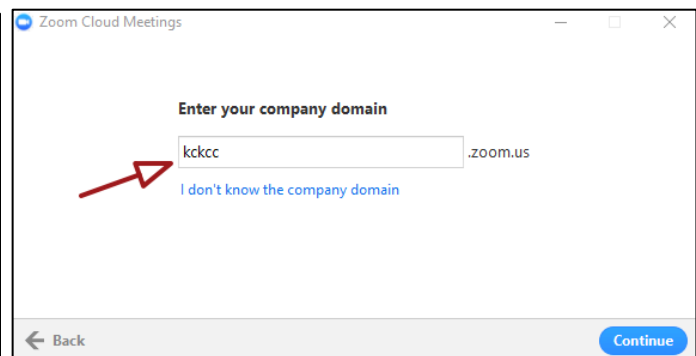 Zoom Cloud Meetings
Enter your company domain
kckcc .zoom.us
I don't know the company domain
Back Continue